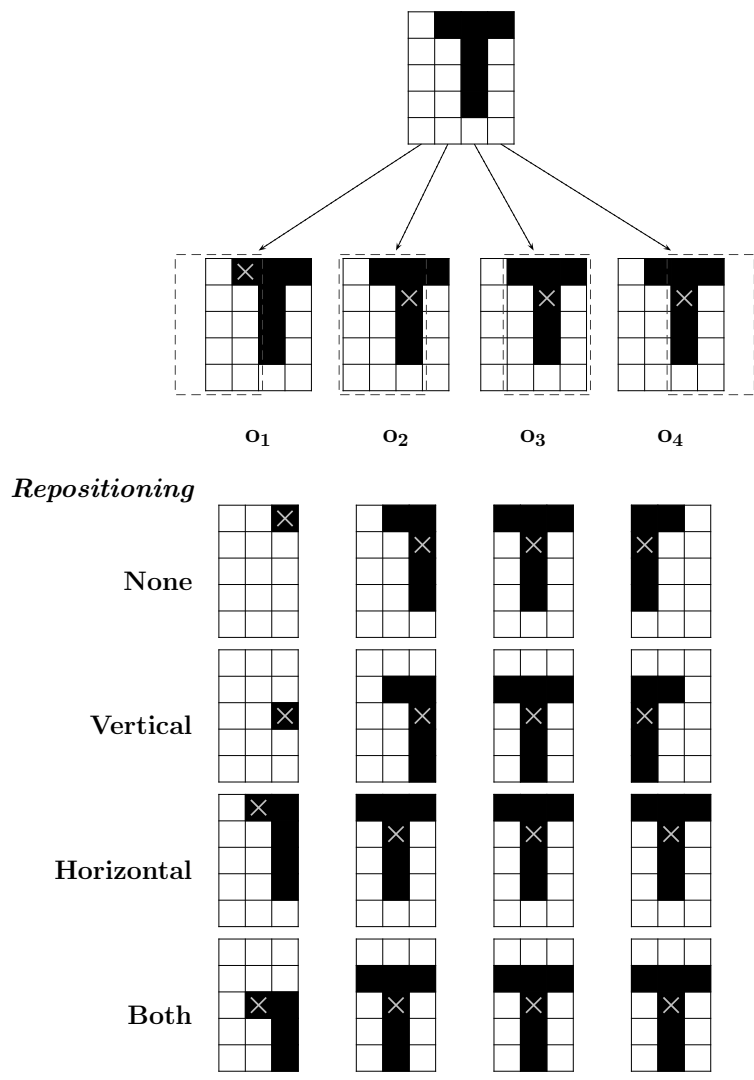 o₁ o₂ o₃ o₄
Repositioning
None
Vertical
Horizontal
Both